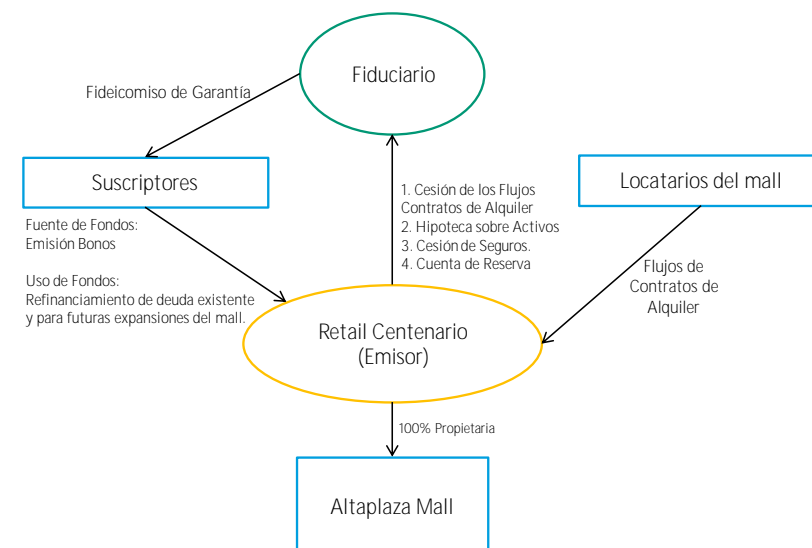 Fiduciario
Fideicomiso de Garantía
Suscriptores
Locatarios del mall
1. Cesión de los Flujos
Contratos de Alquiler
2. Hipoteca sobre Activos
3. Cesión de Seguros.
4. Cuenta de Reserva
Fuente de Fondos:
Emisión Bonos
Uso de Fondos:
Refinanciamiento de deuda existente
y para futuras expansiones del mall.
Flujos de
Contratos de
Alquiler
Retail Centenario
(Emisor)
100% Propietaria
Altaplaza Mall